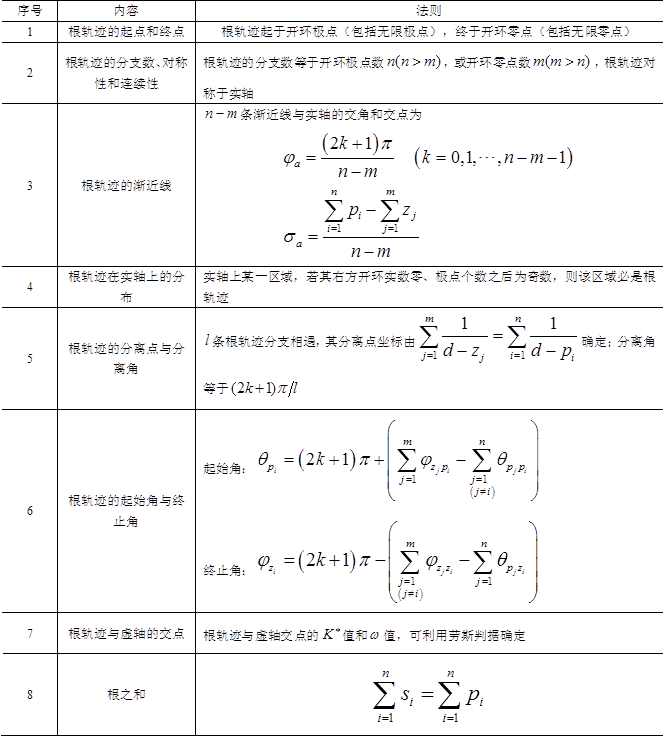 序号 内容 法则
1 根轨迹的起点和终点 根轨迹起于开环极点（包括无限极点），终于开环零点（包括无限零点）
2 根轨迹的分支数、对称性和连续性 根轨迹的分支数等于开环极点数 n(n > m)，或开环零点数 m(m > n)，根轨迹对
称于实轴
3 根轨迹的渐近线 n − m 条渐近线与实轴的交角和交点为
φ_a = (2k+1)π / (n−m) (k = 0,1,⋯,n−m−1)
σ_a = (∑_{i=1}^{n} p_i − ∑_{j=1}^{m} z_j) / (n−m)
4 根轨迹在实轴上的分布 实轴上某一区域，若其右方开环实数零、极点个数之后为奇数，则该区域必是根
轨迹
5 根轨迹的分离点与分离角 l 条根轨迹分支相遇，其分离点坐标由 ∑_{j=1}^{m} 1/(d−z_j) = ∑_{i=1}^{n} 1/(d−p_i) 确定；分离角
等于 (2k+1)π/l
6 根轨迹的起始角与终止角 起始角：θ_{p_i} = (2k+1)π + (∑_{j=1}^{m} φ_{z_j p_i} − ∑_{j=1 (j≠i)}^{n} θ_{p_j p_i})
终止角：φ_{z_i} = (2k+1)π − (∑_{j=1 (j≠i)}^{m} φ_{z_j z_i} − ∑_{j=1}^{n} θ_{p_j z_i})
7 根轨迹与虚轴的交点 根轨迹与虚轴交点的 K* 值和 ω 值，可利用劳斯判据确定
8 根之和 ∑_{i=1}^{n} s_i = ∑_{i=1}^{n} p_i